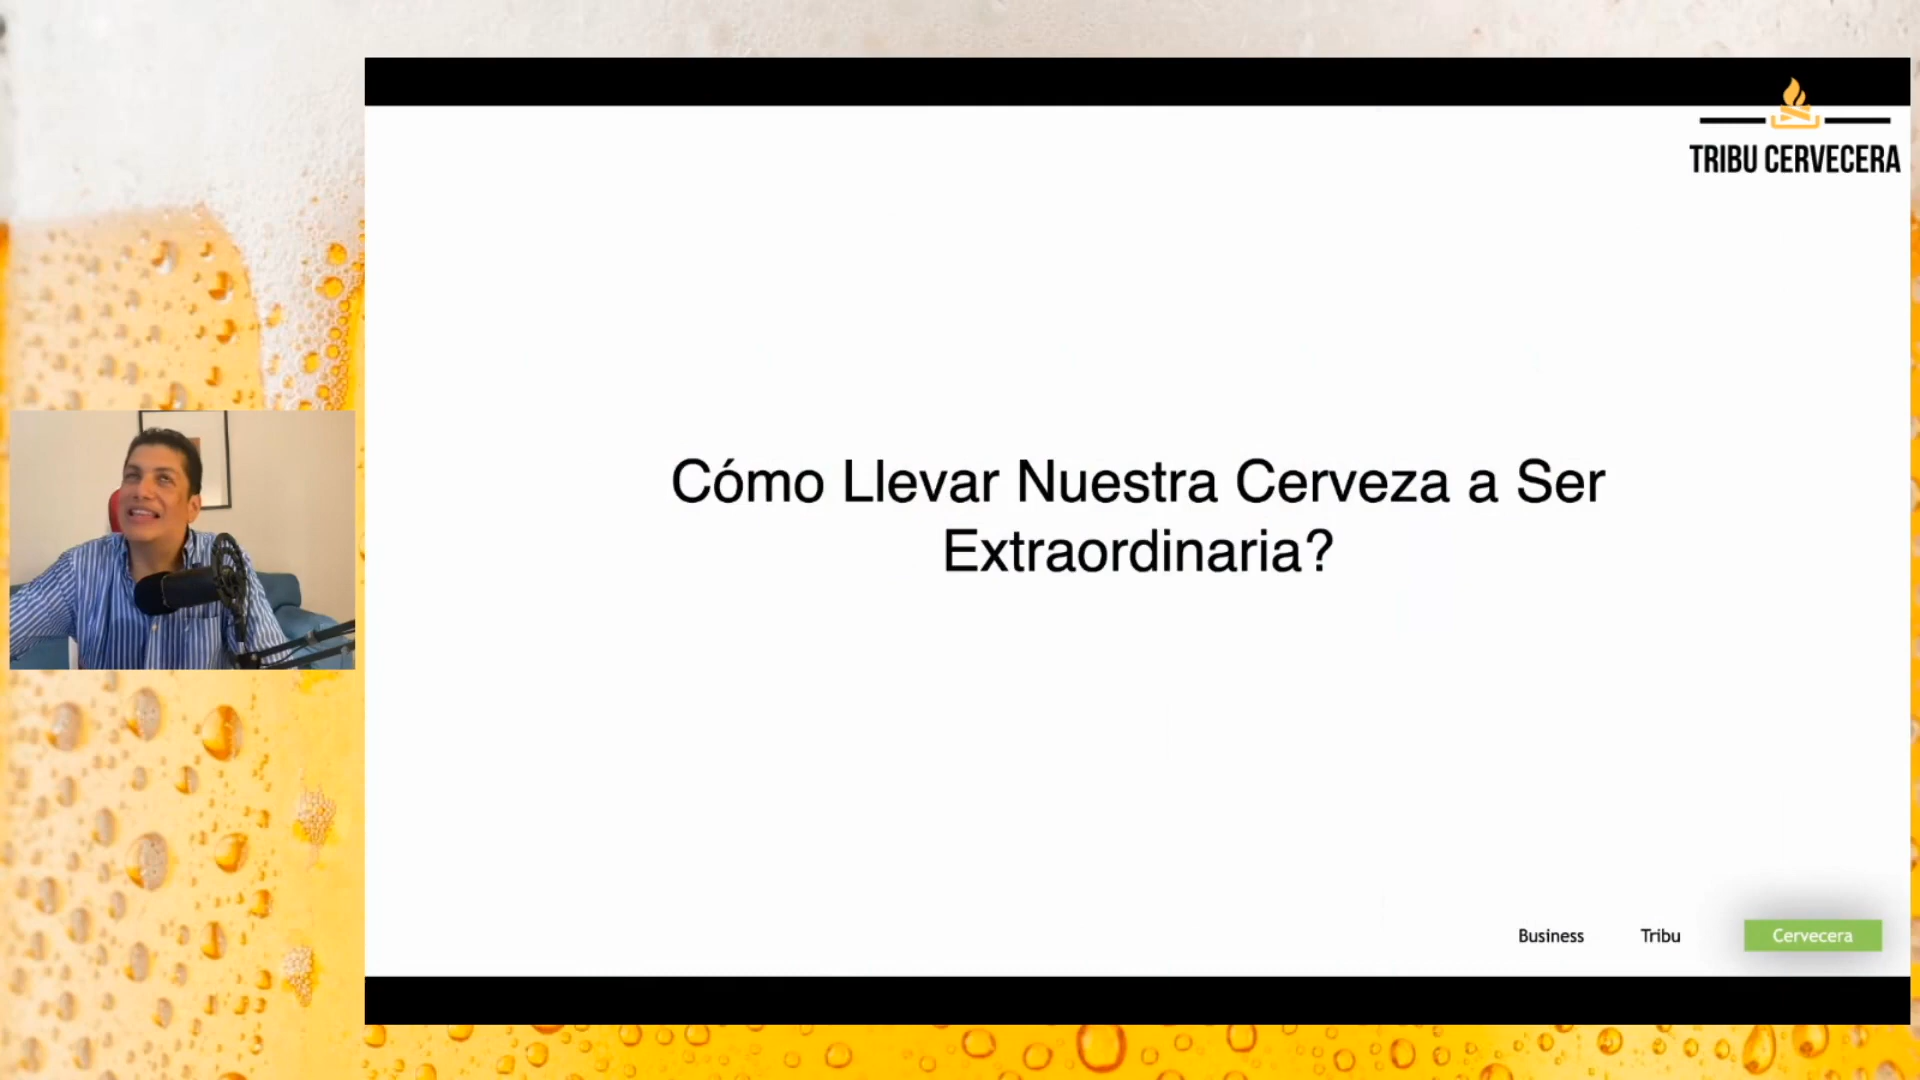 TRIBU CERVECERA
Cómo Llevar Nuestra Cerveza a Ser
Extraordinaria?
Business Tribu Cervecera